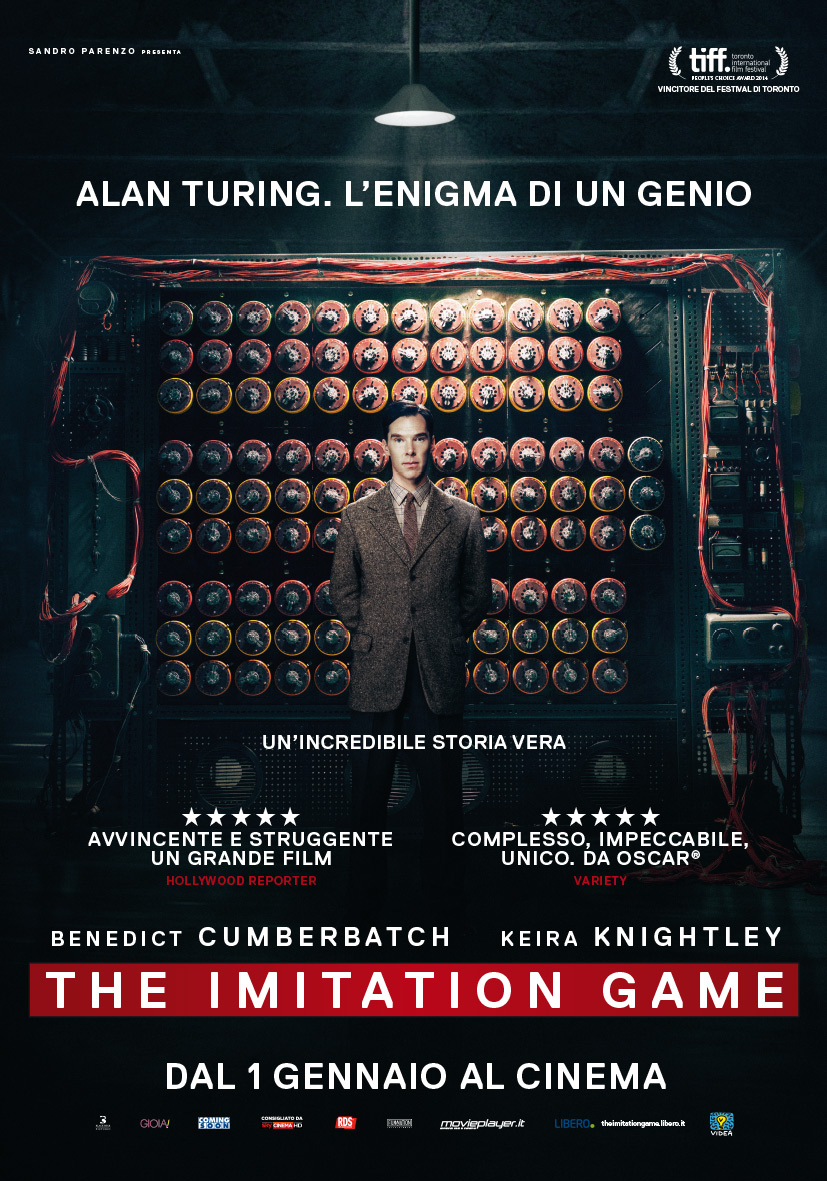 SANDRO PARENZO PRESENTA
tiff. toronto international film festival
PEOPLE'S CHOICE AWARD 2014
VINCITORE DEL FESTIVAL DI TORONTO
ALAN TURING. L'ENIGMA DI UN GENIO
UN'INCREDIBILE STORIA VERA
★★★★★
AVVINCENTE E STRUGGENTE
UN GRANDE FILM
HOLLYWOOD REPORTER
★★★★★
COMPLESSO, IMPECCABILE,
UNICO. DA OSCAR®
VARIETY
BENEDICT CUMBERBATCH KEIRA KNIGHTLEY
THE IMITATION GAME
DAL 1 GENNAIO AL CINEMA
GIOIA!
COMING SOON
CONSIGLIATO DA
sky CINEMA HD
RDS
movieplayer.it
LIBERO. theimitationgame.libero.it
VIDEA